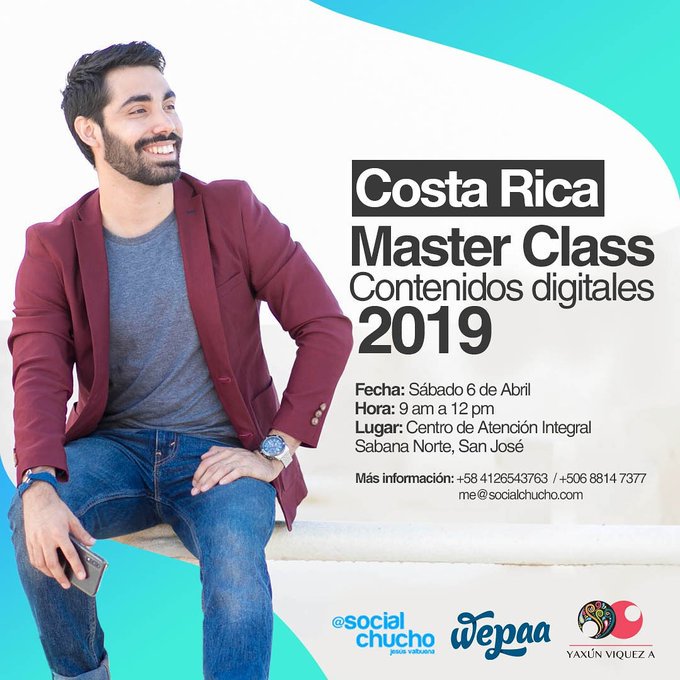 Costa Rica
Master Class
Contenidos digitales
2019
Fecha: Sábado 6 de Abril
Hora: 9 am a 12 pm
Lugar: Centro de Atención Integral
Sabana Norte, San José
Más información: +58 4126543763 / +506 8814 7377
me@socialchucho.com
@social
chucho
jesús valbuena
wepaa
YAXÚN VIQUEZ A